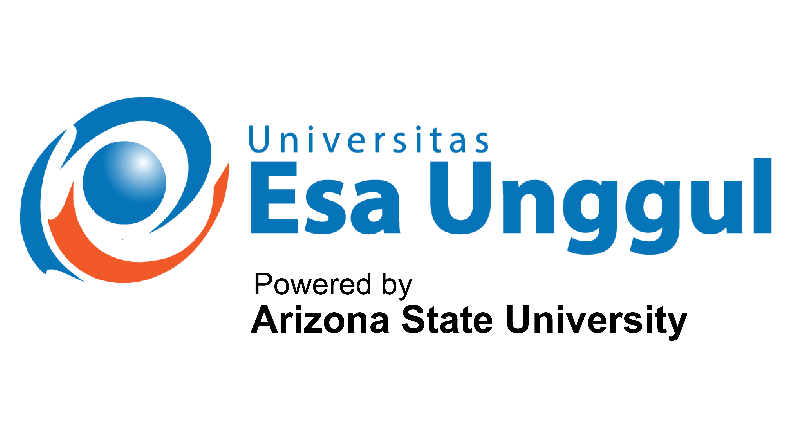 Universitas
Esa Unggul
Powered by
Arizona State University